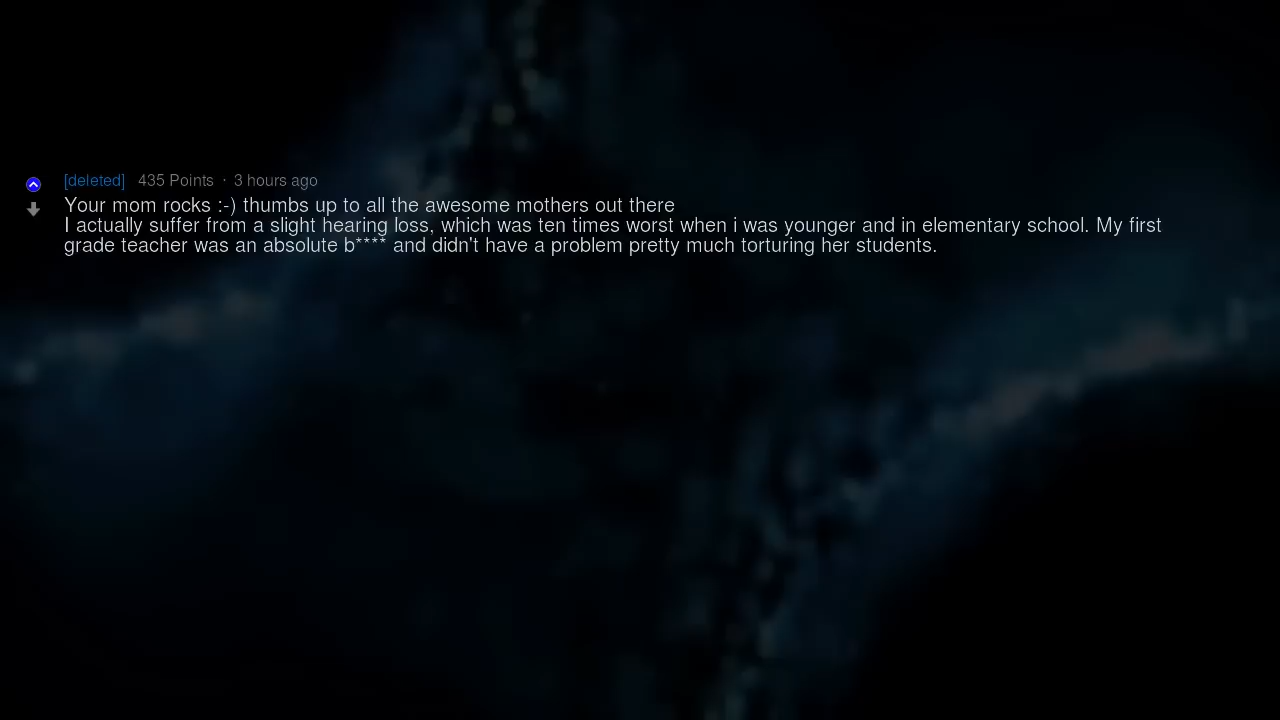 [deleted] 435 Points · 3 hours ago
Your mom rocks :-) thumbs up to all the awesome mothers out there
I actually suffer from a slight hearing loss, which was ten times worst when i was younger and in elementary school. My first
grade teacher was an absolute b**** and didn't have a problem pretty much torturing her students.